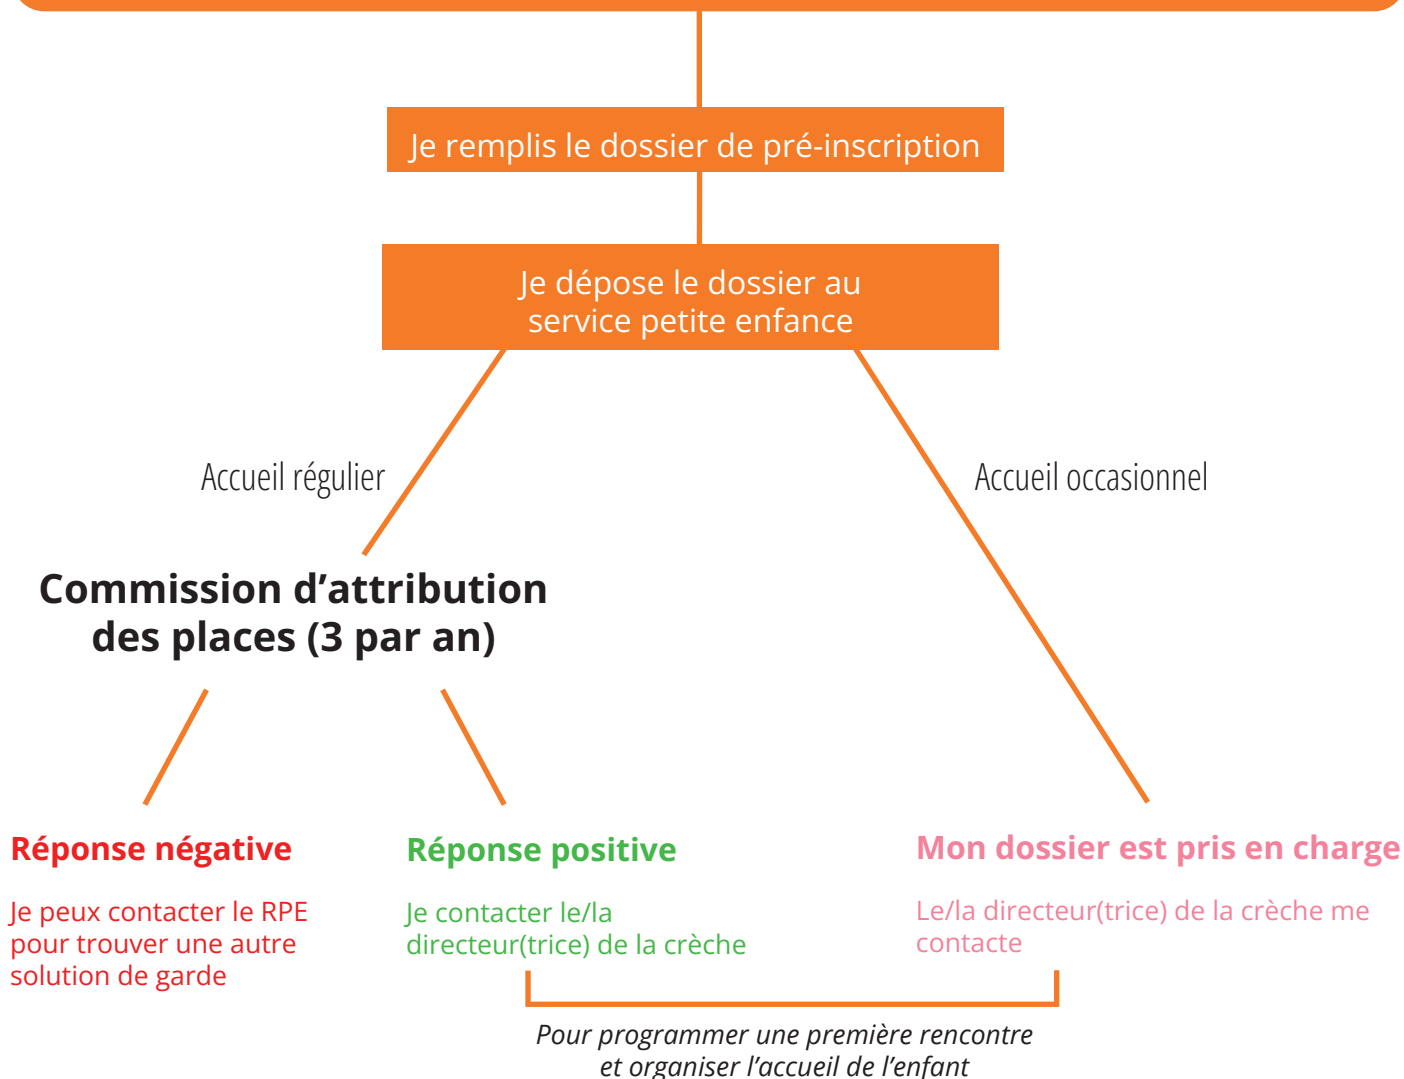 Je remplis le dossier de pré-inscription
Je dépose le dossier au
service petite enfance
Accueil régulier
Accueil occasionnel
Commission d’attribution
des places (3 par an)
Réponse négative
Je peux contacter le RPE
pour trouver une autre
solution de garde
Réponse positive
Je contacter le/la
directeur(trice) de la crèche
Mon dossier est pris en charge
Le/la directeur(trice) de la crèche me
contacte
Pour programmer une première rencontre
et organiser l’accueil de l’enfant